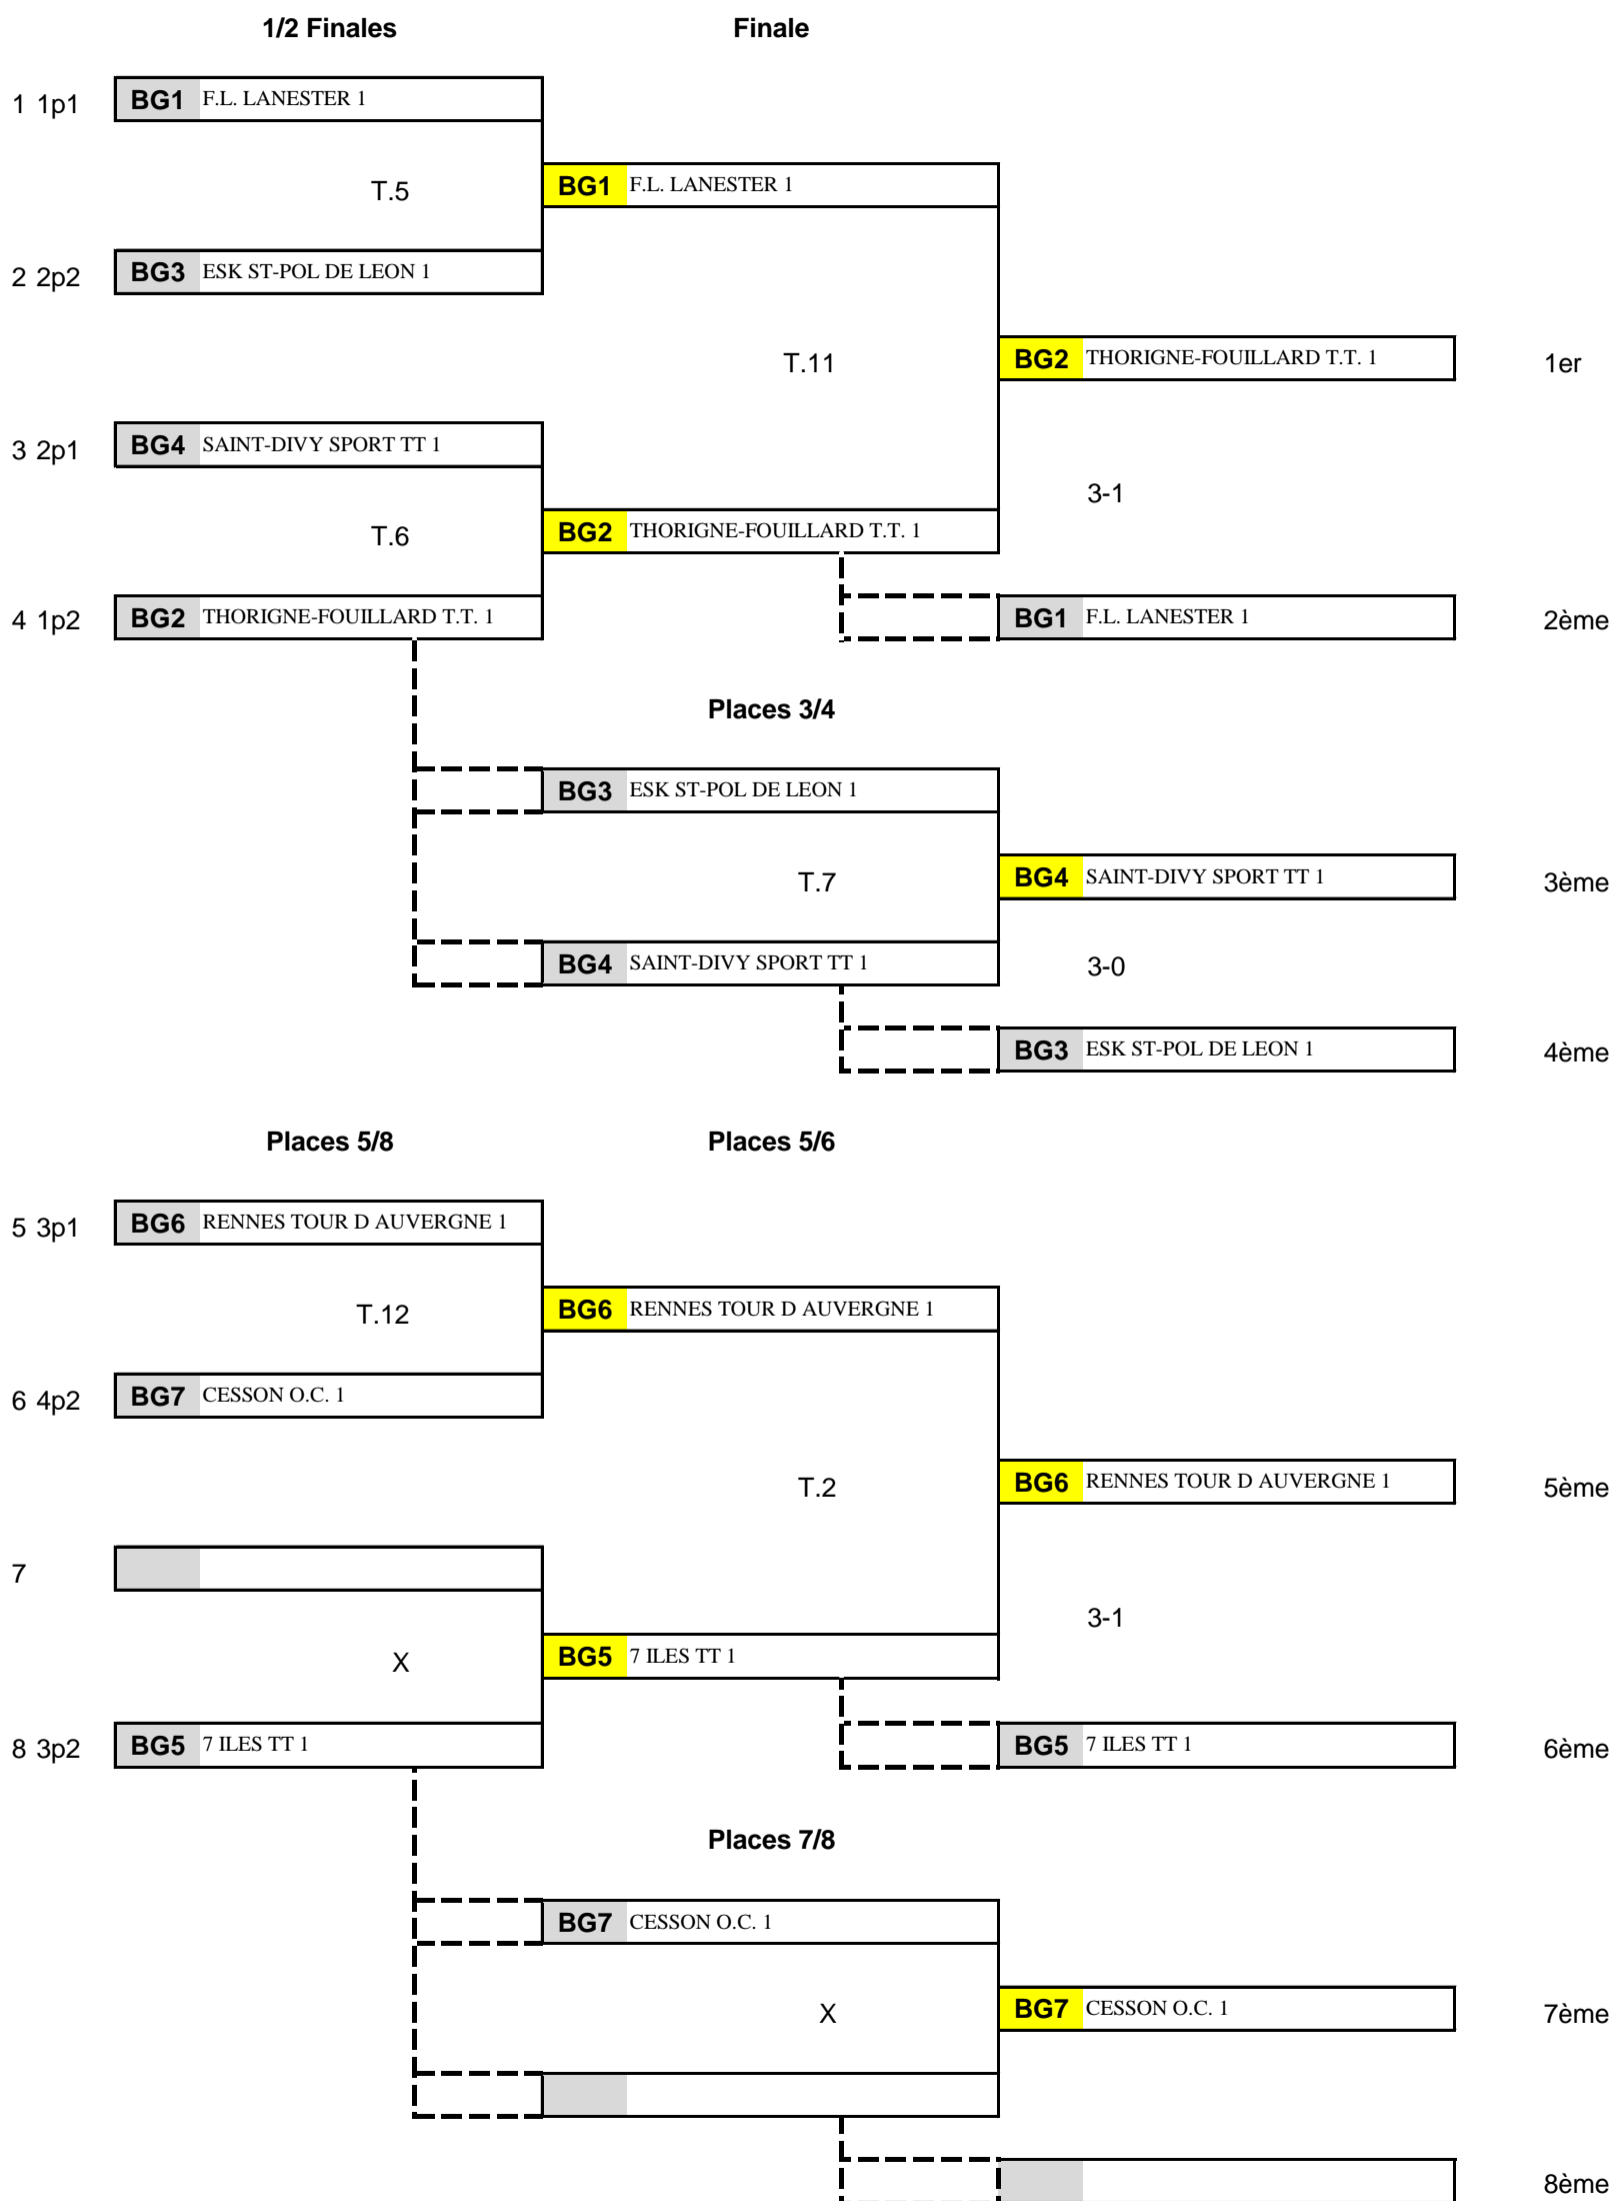 1/2 Finales Finale
1 1p1 BG1 F.L. LANESTER 1
T.5 BG1 F.L. LANESTER 1
2 2p2 BG3 ESK ST-POL DE LEON 1
T.11 BG2 THORIGNE-FOUILLARD T.T. 1 1er
3 2p1 BG4 SAINT-DIVY SPORT TT 1
3-1
T.6 BG2 THORIGNE-FOUILLARD T.T. 1
4 1p2 BG2 THORIGNE-FOUILLARD T.T. 1 BG1 F.L. LANESTER 1 2ème
Places 3/4
BG3 ESK ST-POL DE LEON 1
T.7 BG4 SAINT-DIVY SPORT TT 1 3ème
BG4 SAINT-DIVY SPORT TT 1 3-0
BG3 ESK ST-POL DE LEON 1 4ème
Places 5/8 Places 5/6
5 3p1 BG6 RENNES TOUR D AUVERGNE 1
T.12 BG6 RENNES TOUR D AUVERGNE 1
6 4p2 BG7 CESSON O.C. 1
T.2 BG6 RENNES TOUR D AUVERGNE 1 5ème
7
3-1
X BG5 7 ILES TT 1
8 3p2 BG5 7 ILES TT 1 BG5 7 ILES TT 1 6ème
Places 7/8
BG7 CESSON O.C. 1
X BG7 CESSON O.C. 1 7ème
8ème